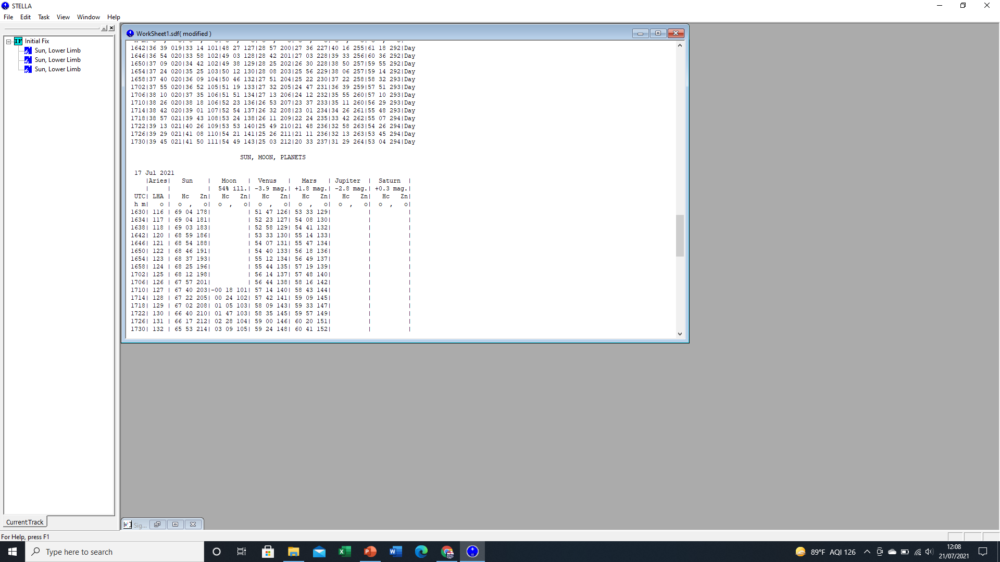 STELLA
File Edit Task View Window Help
Initial Fix
Sun, Lower Limb
Sun, Lower Limb
Sun, Lower Limb
CurrentTrack
WorkSheet1.sdf( modified )
1642|36 39 019|33 14 101|48 27 127|28 57 200|27 36 227|40 16 255|61 18 292|Day
1646|36 54 020|33 58 102|49 03 128|28 42 201|27 03 228|39 33 256|60 36 292|Day
1650|37 09 020|34 42 102|49 38 129|28 25 202|26 30 228|38 50 257|59 55 292|Day
1654|37 24 020|35 25 103|50 12 130|28 08 203|25 56 229|38 06 257|59 14 292|Day
1658|37 40 020|36 09 104|50 46 132|27 51 204|25 22 230|37 22 258|58 32 293|Day
1702|37 55 020|36 52 105|51 19 133|27 32 205|24 47 231|36 39 259|57 51 293|Day
1706|38 10 020|37 35 106|51 51 134|27 13 206|24 12 232|35 55 260|57 10 293|Day
1710|38 26 020|38 18 106|52 23 136|26 53 207|23 37 233|35 11 260|56 29 293|Day
1714|38 42 020|39 01 107|52 54 137|26 32 208|23 01 234|34 26 261|55 48 293|Day
1718|38 57 021|39 43 108|53 24 138|26 11 209|22 24 235|33 42 262|55 07 294|Day
1722|39 13 021|40 26 109|53 53 140|25 49 210|21 48 236|32 58 263|54 26 294|Day
1726|39 29 021|41 08 110|54 21 141|25 26 211|21 11 236|32 13 263|53 45 294|Day
1730|39 45 021|41 50 111|54 49 143|25 03 212|20 33 237|31 29 264|53 04 294|Day
SUN, MOON, PLANETS
17 Jul 2021
|Aries| Sun | Moon | Venus | Mars | Jupiter | Saturn |
| | | 54% ill.| -3.9 mag.| +1.8 mag.| -2.8 mag.| +0.3 mag.|
UTC| LHA | Hc Zn| Hc Zn| Hc Zn| Hc Zn| Hc Zn| Hc Zn|
h m| o | o , o| o , o| o , o| o , o| o , o| o , o|
1630| 116 | 69 04 178| | 51 47 126| 53 33 129| | |
1634| 117 | 69 04 181| | 52 23 127| 54 08 130| | |
1638| 118 | 69 03 183| | 52 58 129| 54 41 132| | |
1642| 120 | 68 59 186| | 53 33 130| 55 14 133| | |
1646| 121 | 68 54 188| | 54 07 131| 55 47 134| | |
1650| 122 | 68 46 191| | 54 40 133| 56 18 136| | |
1654| 123 | 68 37 193| | 55 12 134| 56 49 137| | |
1658| 124 | 68 25 196| | 55 44 135| 57 19 139| | |
1702| 125 | 68 12 198| | 56 14 137| 57 48 140| | |
1706| 126 | 67 57 201| | 56 44 138| 58 16 142| | |
1710| 127 | 67 40 203|-00 18 101| 57 14 140| 58 43 144| | |
1714| 128 | 67 22 205| 00 24 102| 57 42 141| 59 09 145| | |
1718| 129 | 67 02 208| 01 05 103| 58 09 143| 59 33 147| | |
1722| 130 | 66 40 210| 01 47 103| 58 35 145| 59 57 149| | |
1726| 131 | 66 17 212| 02 28 104| 59 00 146| 60 20 151| | |
1730| 132 | 65 53 214| 03 09 105| 59 24 148| 60 41 152| | |
Sig...
For Help, press F1
Type here to search
89°F AQI 126
12:08
21/07/2021